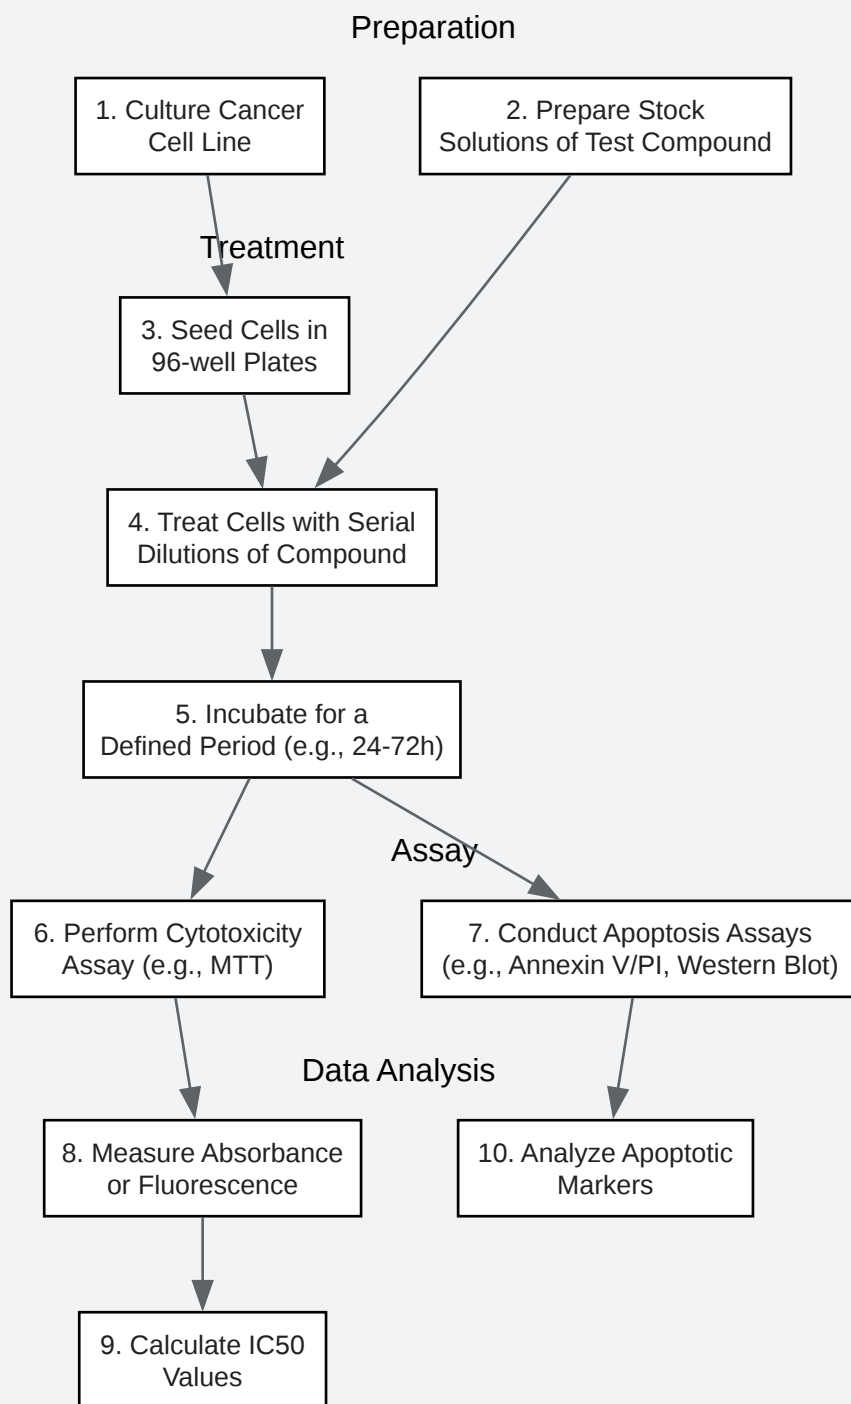 Preparation
1. Culture Cancer
Cell Line
2. Prepare Stock
Solutions of Test Compound
Treatment
3. Seed Cells in
96-well Plates
4. Treat Cells with Serial
Dilutions of Compound
5. Incubate for a
Defined Period (e.g., 24-72h)
Assay
6. Perform Cytotoxicity
Assay (e.g., MTT)
7. Conduct Apoptosis Assays
(e.g., Annexin V/PI, Western Blot)
Data Analysis
8. Measure Absorbance
or Fluorescence
10. Analyze Apoptotic
Markers
9. Calculate IC50
Values